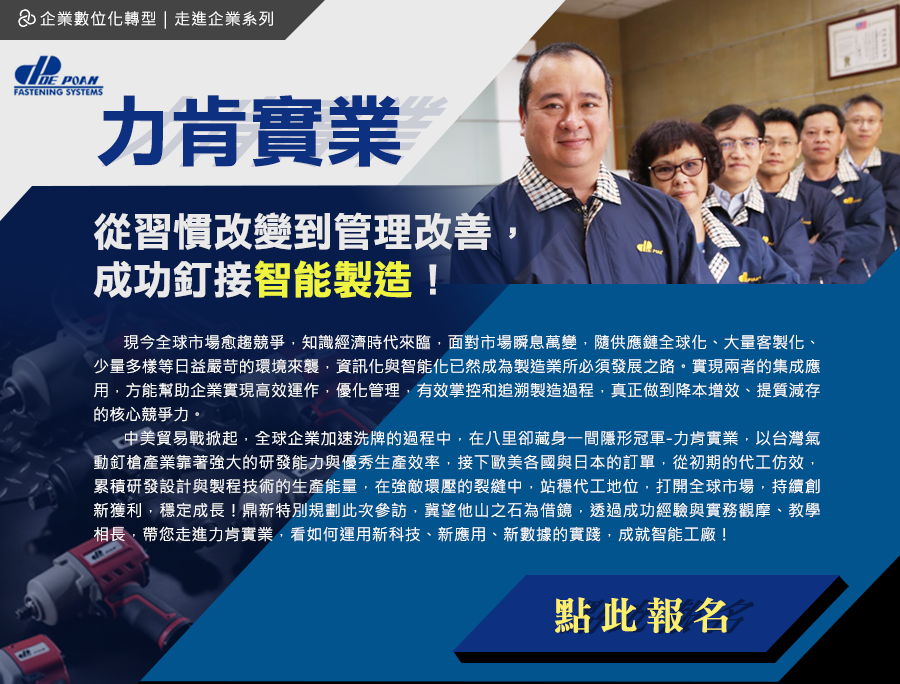 企業數位化轉型｜走進企業系列
DE POAN
FASTENING SYSTEMS
力肯實業
從習慣改變到管理改善，
成功釘接智能製造！
現今全球市場愈趨競爭，知識經濟時代來臨，面對市場瞬息萬變，隨供應鏈全球化、大量客製化、
少量多樣等日益嚴苛的環境來襲，資訊化與智能化已然成為製造業所必須發展之路。實現兩者的集成應
用，方能幫助企業實現高效運作，優化管理，有效掌控和追溯製造過程，真正做到降本增效、提質減存
的核心競爭力。
中美貿易戰掀起，全球企業加速洗牌的過程中，在八里卻藏身一間隱形冠軍-力肯實業，以台灣氣
動釘槍產業靠著強大的研發能力與優秀生產效率，接下歐美各國與日本的訂單，從初期的代工仿效，
累積研發設計與製程技術的生產能量，在強敵環壓的裂縫中，站穩代工地位，打開全球市場，持續創
新獲利，穩定成長！鼎新特別規劃此次參訪，冀望他山之石為借鏡，透過成功經驗與實務觀摩、教學
相長，帶您走進力肯實業，看如何運用新科技、新應用、新數據的實踐，成就智能工廠！
點此報名